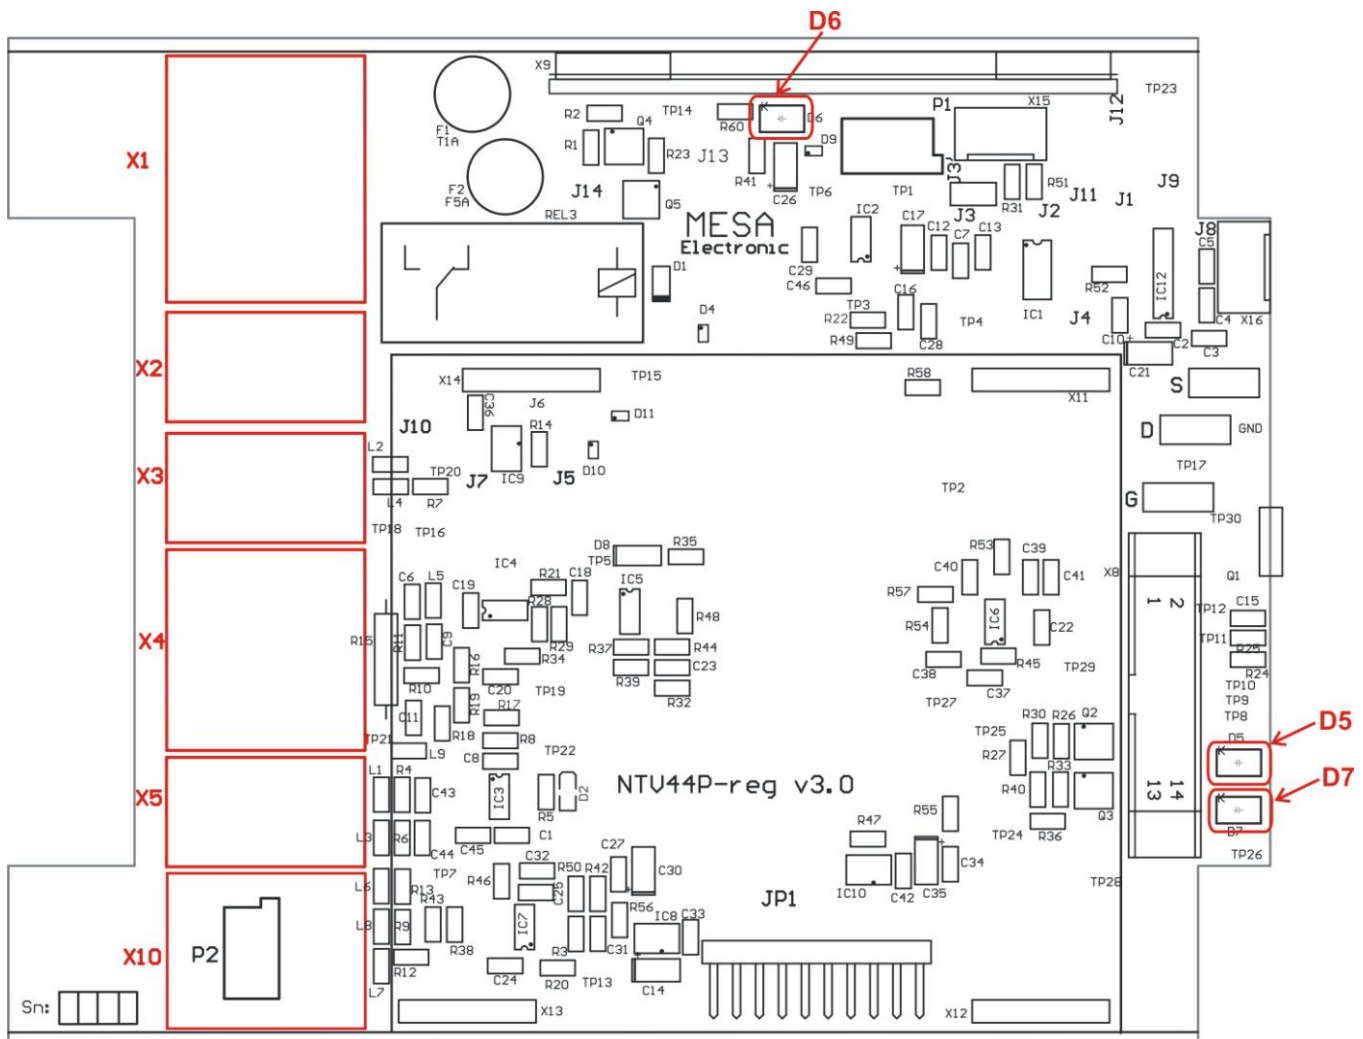 D6
X9
TP23
R2
TP14
K
D6
P1
X15
J12
F1
T1A
Q4
R60
R1
R23
J13
D9
R41
X1
J3
F2
F5A
J14
Q5
C26
TP6
TP1
J3
R31
R51
J2
J11
J1
J9
REL3
MESA
Electronic
IC2
C17
C12
C7
C13
J8
C5
D1
C29
C46
IC1
R52
IC12
D4
TP3
R22
R49
C16
C28
TP4
J4
C10
C2
C4
X16
C3
C21
X2
X14
TP15
R58
X11
S
C36
J6
R14
D11
J10
D
GND
L2
X3
TP20
J7
IC9
J5
D10
TP17
L4
R7
TP2
G
TP18
TP16
TP30
D8
TP5
R35
R53
C39
IC4
X8
C6
L5
C19
R21
C18
IC5
C40
C41
Q1
R57
1
2
TP12
C15
X4
R15
R11
C9
R28
R29
R48
R54
IC6
C22
TP11
R25
R16
R34
R37
R44
R45
C38
TP29
R24
R10
C20
R39
C23
C37
TP10
TP19
R32
TP27
TP9
R19
R17
TP8
C11
R18
R30
R26
Q2
D5
D5
TP21
R8
TP22
TP25
L9
C8
R27
K
R33
X5
L1
R4
C43
IC3
R5
D2
NTV44P-reg v3.0
13
14
D7
R40
Q3
K
R55
R36
D7
L3
R6
C44
C45
C1
R47
TP24
TP26
TP7
C32
R50
R42
C27
C30
C34
L6
R13
R46
C25
IC10
C42
C35
TP28
R43
R56
JP1
L8
R9
R38
IC7
R3
C31
IC8
C33
X10
P2
R12
C24
R20
TP13
C14
L7
Sn:
X13
X12